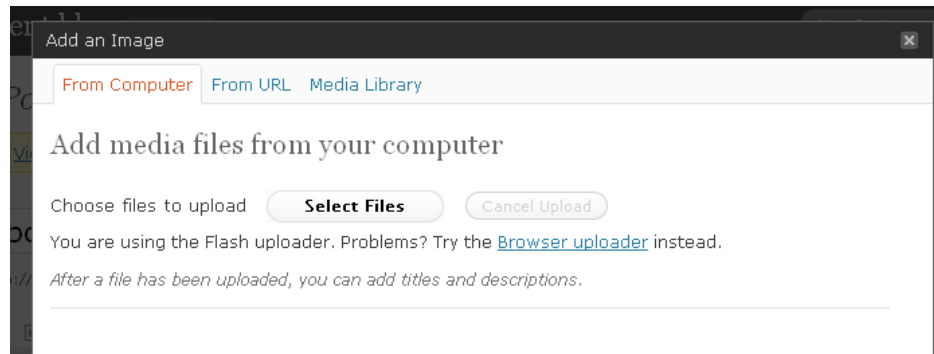 Add an Image
From Computer From URL Media Library
Add media files from your computer
Choose files to upload Select Files Cancel Upload
You are using the Flash uploader. Problems? Try the Browser uploader instead.
After a file has been uploaded, you can add titles and descriptions.